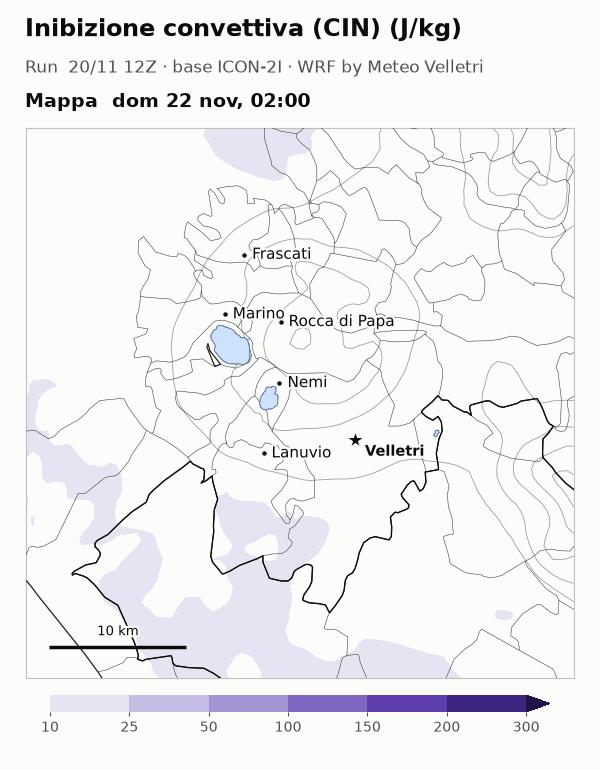 Inibizione convettiva (CIN) (J/kg)
Run  20/11 12Z · base ICON-2I · WRF by Meteo Velletri
Mappa  dom 22 nov, 02:00
Frascati
Marino
Rocca di Papa
Nemi
Velletri
Lanuvio
10 km
10 25 50 100 150 200 300